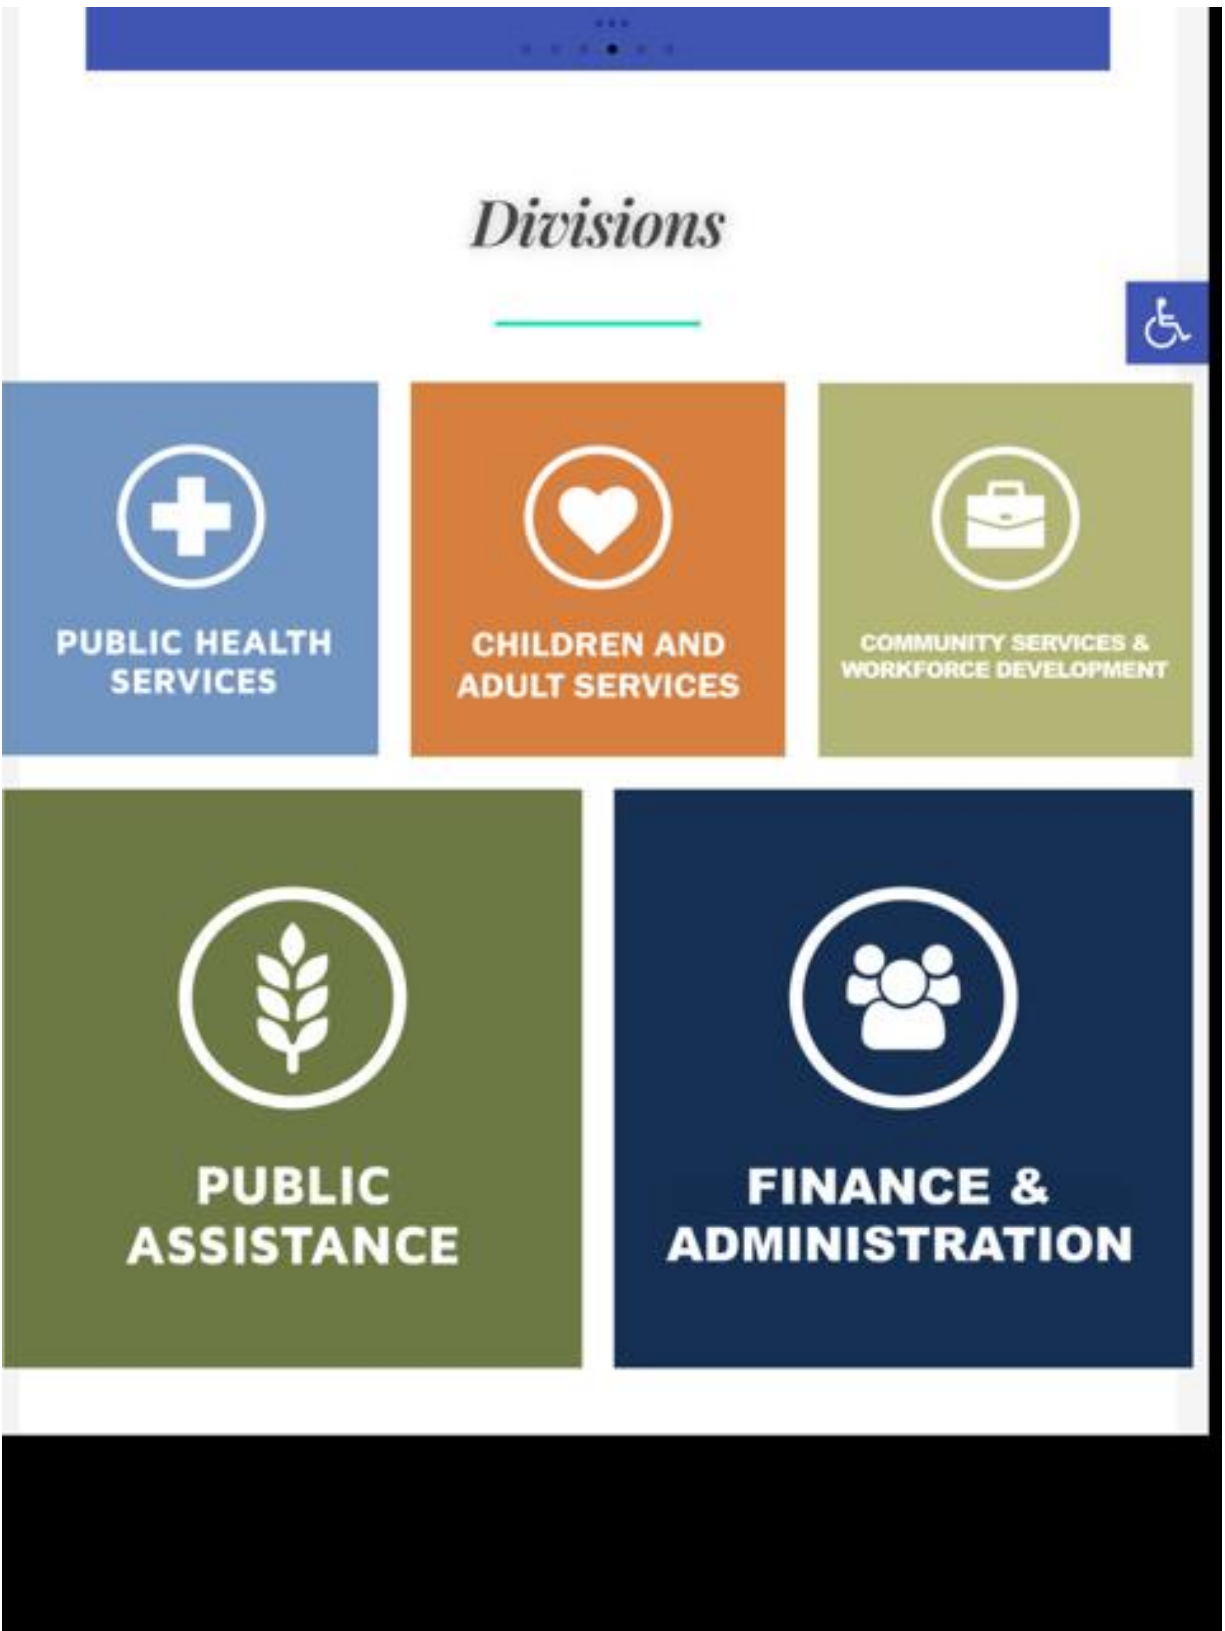 Divisions
PUBLIC HEALTH
SERVICES
CHILDREN AND
ADULT SERVICES
COMMUNITY SERVICES &
WORKFORCE DEVELOPMENT
PUBLIC
ASSISTANCE
FINANCE &
ADMINISTRATION